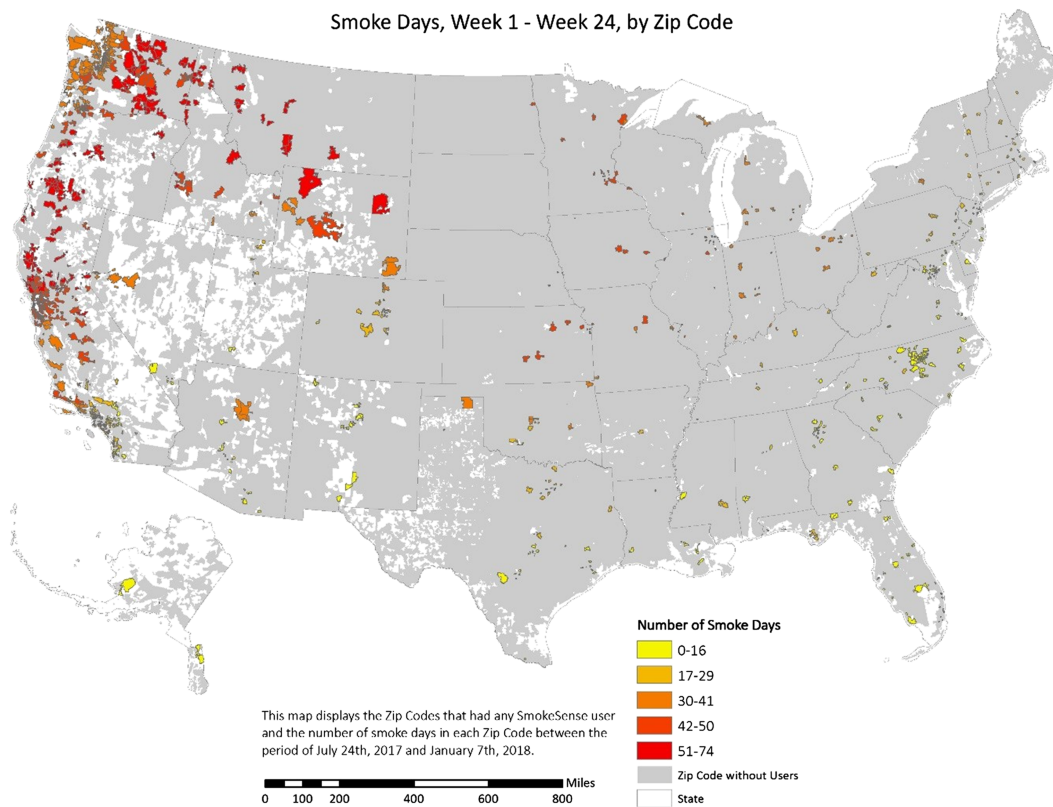 Smoke Days, Week 1 - Week 24, by Zip Code
Number of Smoke Days
0-16
17-29
30-41
42-50
51-74
Zip Code without Users
State
This map displays the Zip Codes that had any SmokeSense user
and the number of smoke days in each Zip Code between the
period of July 24th, 2017 and January 7th, 2018.
Miles
0 100 200 400 600 800